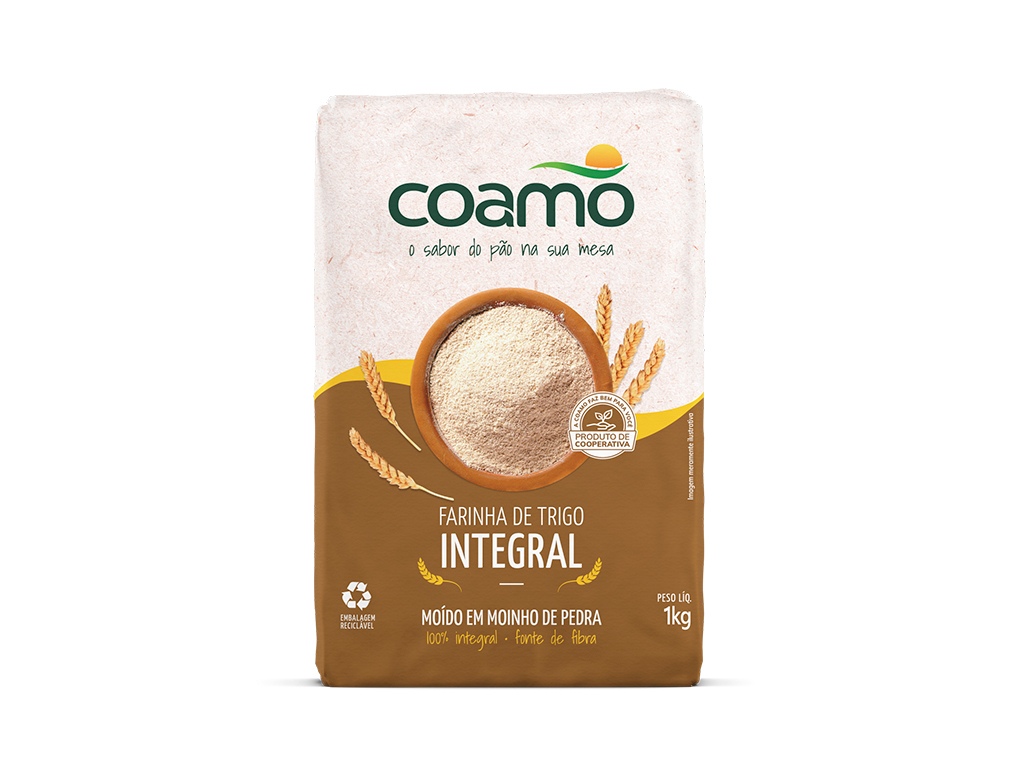 coamo
o sabor do pão na sua mesa
A COAMO FAZ BEM PARA VOCÊ
PRODUTO DE
COOPERATIVA
Imagem meramente ilustrativa
FARINHA DE TRIGO
INTEGRAL
EMBALAGEM
RECICLÁVEL
MOÍDO EM MOINHO DE PEDRA
100% integral • fonte de fibra
PESO LÍQ.
1kg